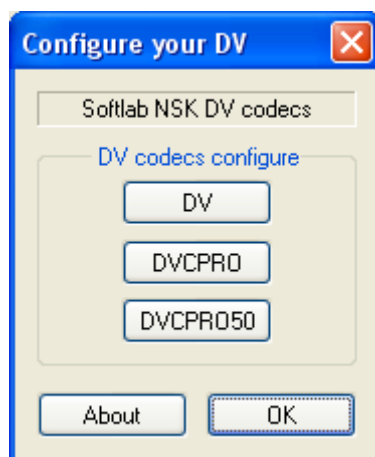 Configure your DV
Softlab NSK DV codecs
DV codecs configure
DV
DVCPRO
DVCPRO50
About OK